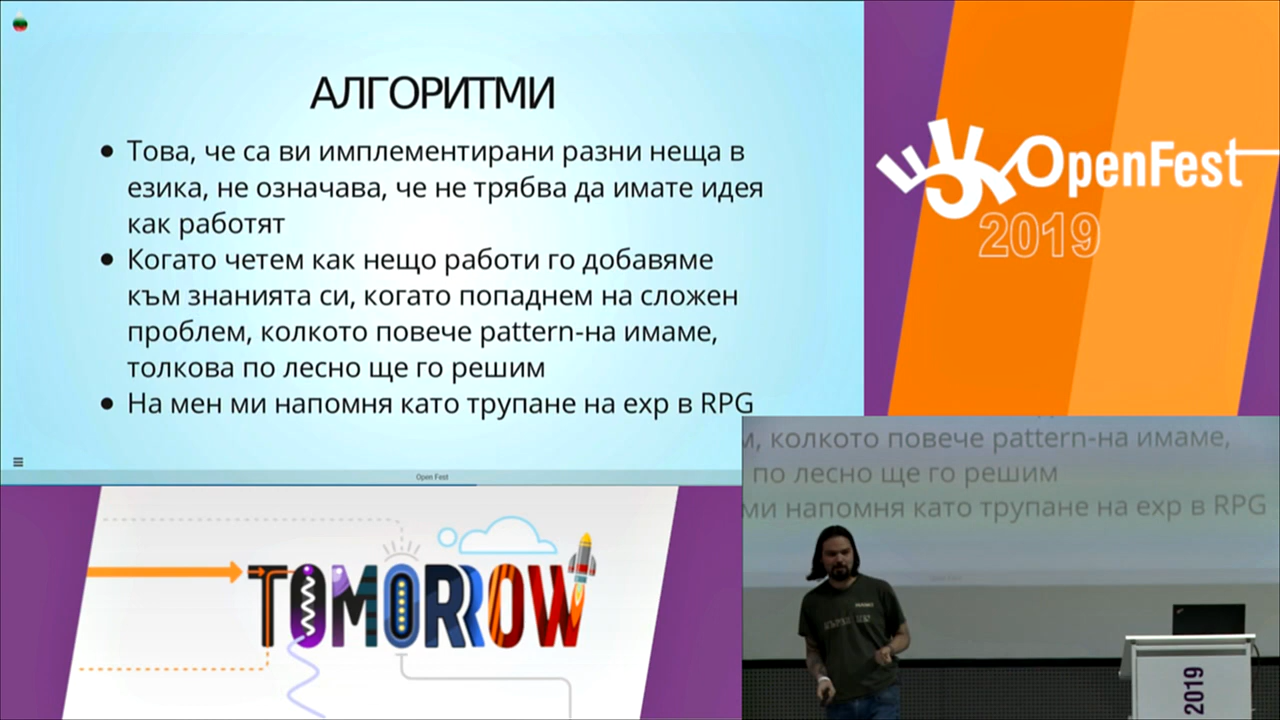 АЛГОРИТМИ
Това, че са ви имплементирани разни неща в
езика, не означава, че не трябва да имате идея
как работят
Когато четем как нещо работи го добавяме
към знанията си, когато попаднем на сложен
проблем, колкото повече pattern-на имаме,
толкова по лесно ще го решим
На мен ми напомня като трупане на exp в RPG
Open Fest
OpenFest
2019
TOMORROW
колкото повече pattern-на имаме,
по лесно ще го решим
ми напомня като трупане на exp в RPG
2019